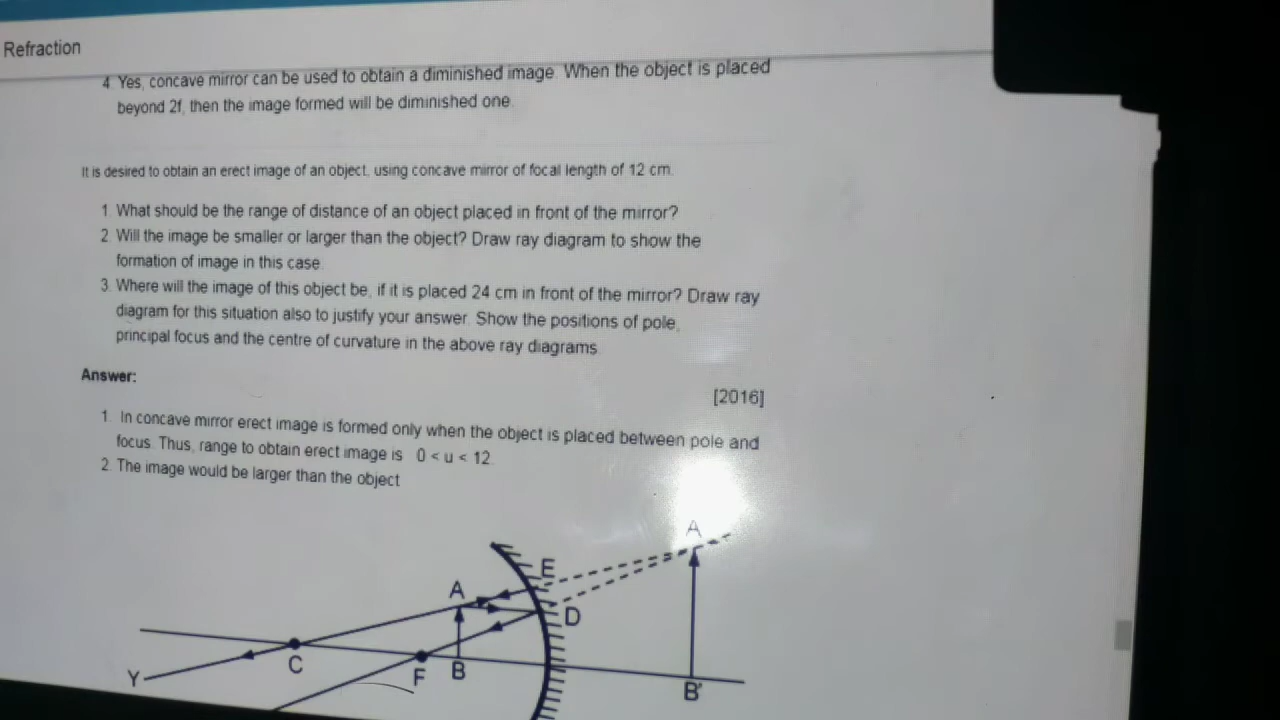 Refraction
4. Yes, concave mirror can be used to obtain a diminished image. When the object is placed
beyond 2f, then the image formed will be diminished one.
It is desired to obtain an erect image of an object, using concave mirror of focal length of 12 cm.
1. What should be the range of distance of an object placed in front of the mirror?
2. Will the image be smaller or larger than the object? Draw ray diagram to show the
formation of image in this case.
3. Where will the image of this object be, if it is placed 24 cm in front of the mirror? Draw ray
diagram for this situation also to justify your answer. Show the positions of pole,
principal focus and the centre of curvature in the above ray diagrams.
Answer:
[2016]
1. In concave mirror erect image is formed only when the object is placed between pole and
focus. Thus, range to obtain erect image is 0 < u < 12.
2. The image would be larger than the object
A
E
A
D
C
Y
F
B
B'